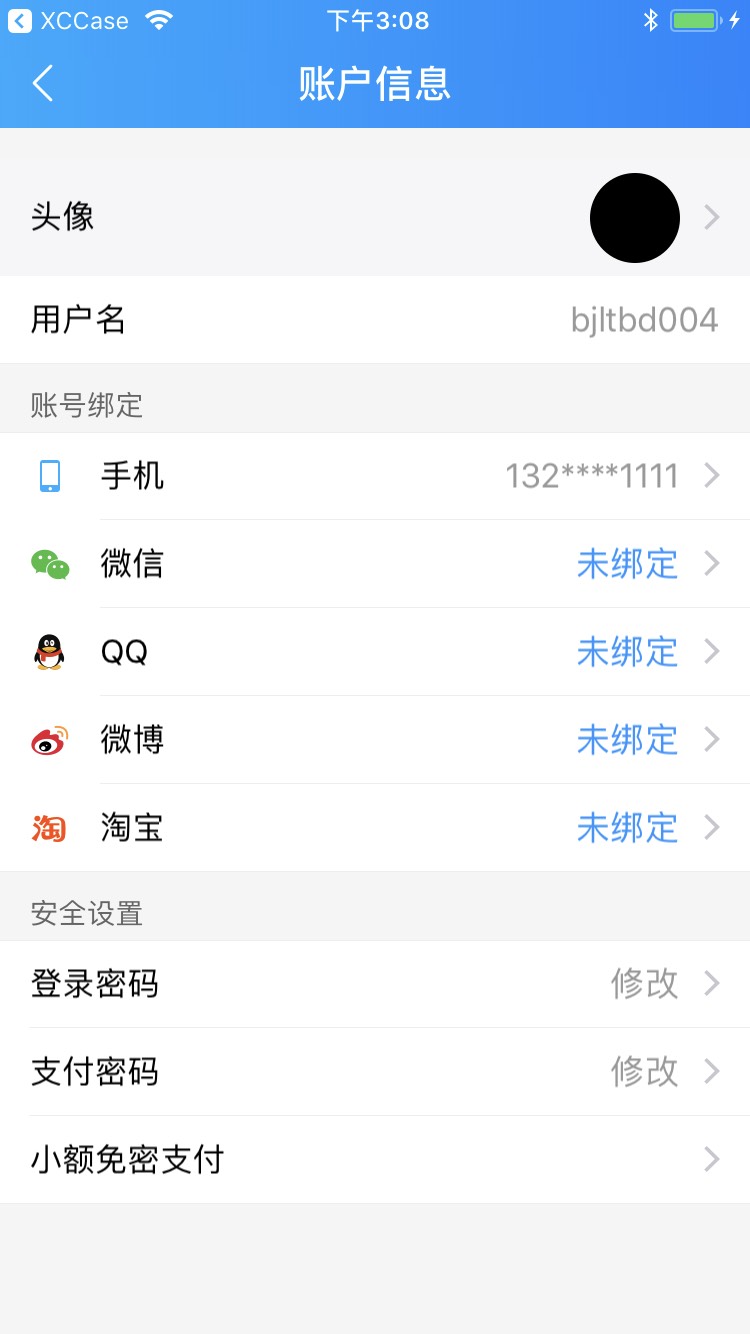 XCCase 下午3:08
账户信息
头像
用户名 bjltbd004
账号绑定
手机 132****1111
微信 未绑定
QQ 未绑定
微博 未绑定
淘 淘宝 未绑定
安全设置
登录密码 修改
支付密码 修改
小额免密支付